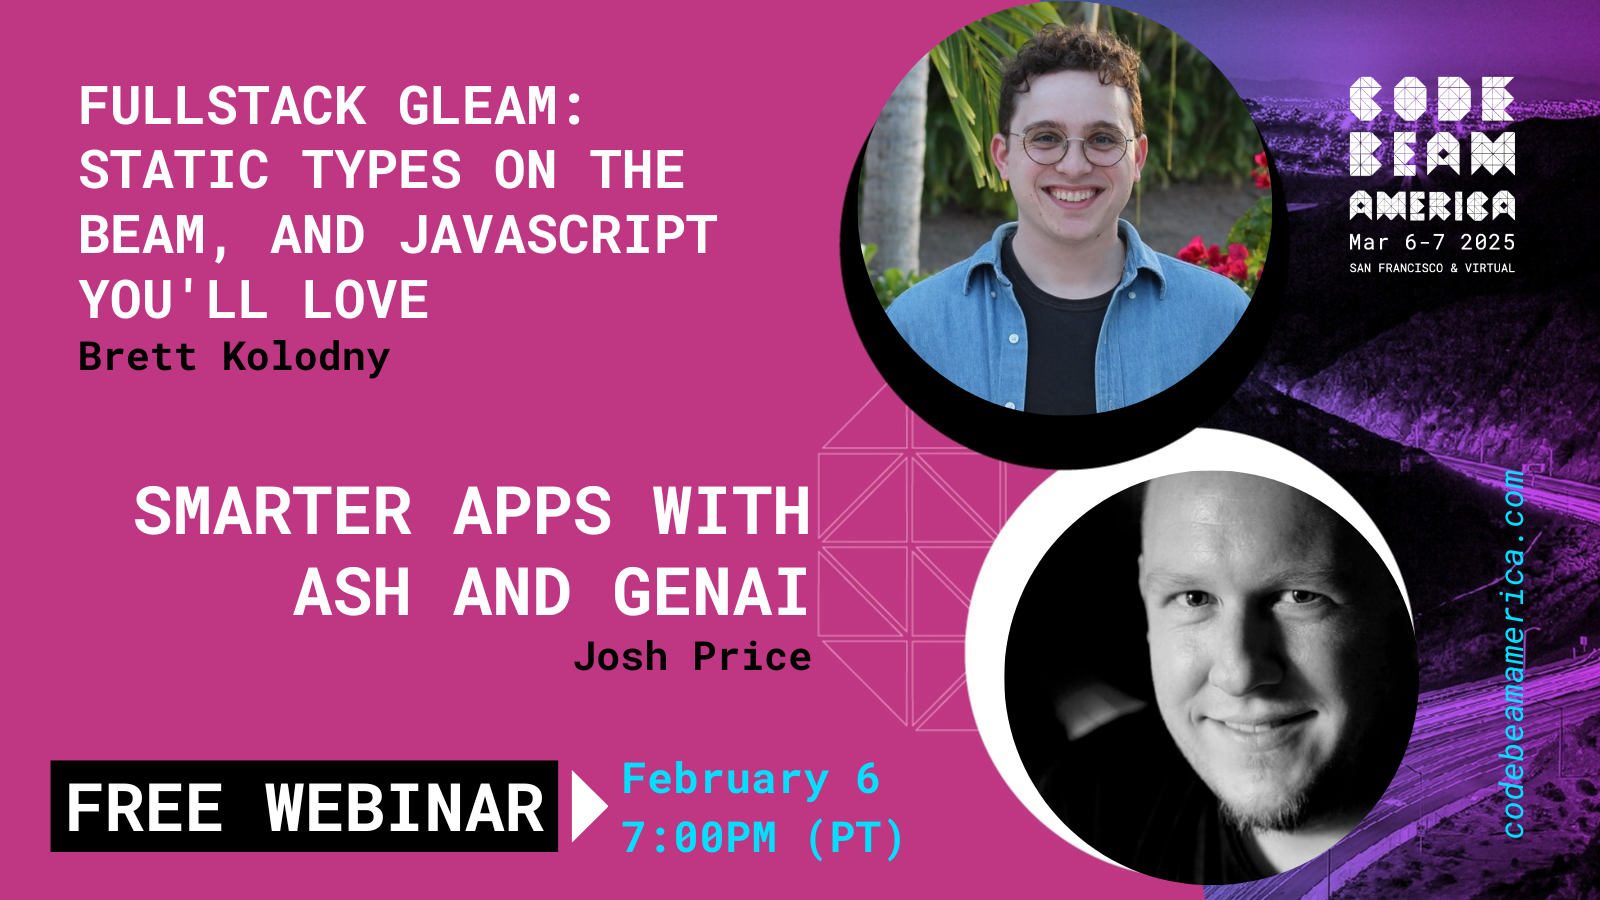 FULLSTACK GLEAM:
STATIC TYPES ON THE
BEAM, AND JAVASCRIPT
YOU'LL LOVE
Brett Kolodny
SMARTER APPS WITH
ASH AND GENAI
Josh Price
FREE WEBINAR
February 6
7:00PM (PT)
CODE
BEAM
AMERICA
Mar 6-7 2025
SAN FRANCISCO & VIRTUAL
codebeamamerica.com